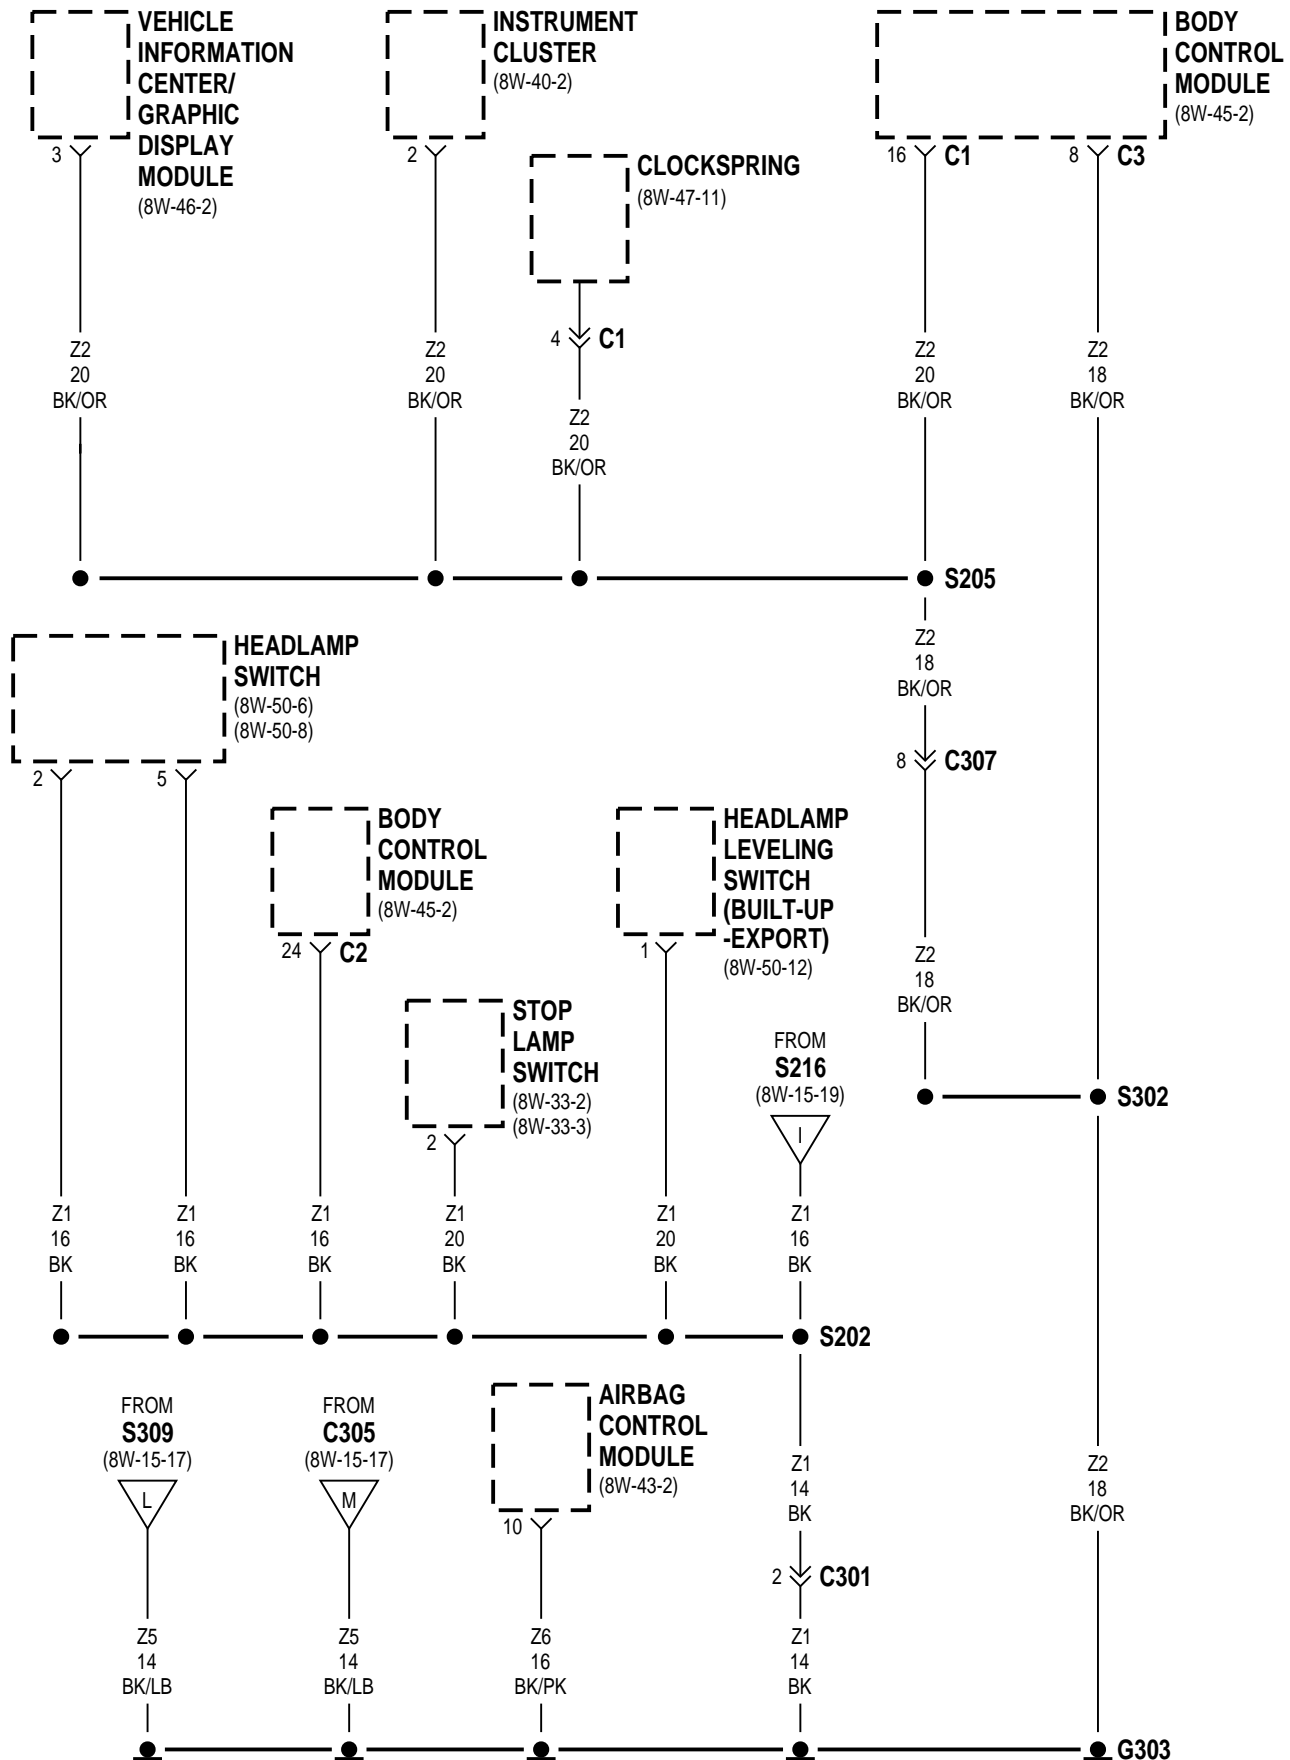 VEHICLE
INFORMATION
CENTER/
GRAPHIC
DISPLAY
MODULE
(8W-46-2)
3
INSTRUMENT
CLUSTER
(8W-40-2)
2
CLOCKSPRING
(8W-47-11)
4
C1
BODY
CONTROL
MODULE
(8W-45-2)
16
C1
8
C3
Z2
20
BK/OR
Z2
20
BK/OR
Z2
20
BK/OR
Z2
20
BK/OR
Z2
18
BK/OR
S205
Z2
18
BK/OR
8
C307
HEADLAMP
SWITCH
(8W-50-6)
(8W-50-8)
2
5
BODY
CONTROL
MODULE
(8W-45-2)
24
C2
STOP
LAMP
SWITCH
(8W-33-2)
(8W-33-3)
2
HEADLAMP
LEVELING
SWITCH
(BUILT-UP
-EXPORT)
(8W-50-12)
1
Z2
18
BK/OR
FROM
S216
(8W-15-19)
I
S302
Z1
16
BK
Z1
16
BK
Z1
16
BK
Z1
20
BK
Z1
20
BK
Z1
16
BK
S202
FROM
S309
(8W-15-17)
L
FROM
C305
(8W-15-17)
M
AIRBAG
CONTROL
MODULE
(8W-43-2)
10
Z1
14
BK
Z2
18
BK/OR
2
C301
Z5
14
BK/LB
Z5
14
BK/LB
Z6
16
BK/PK
Z1
14
BK
G303